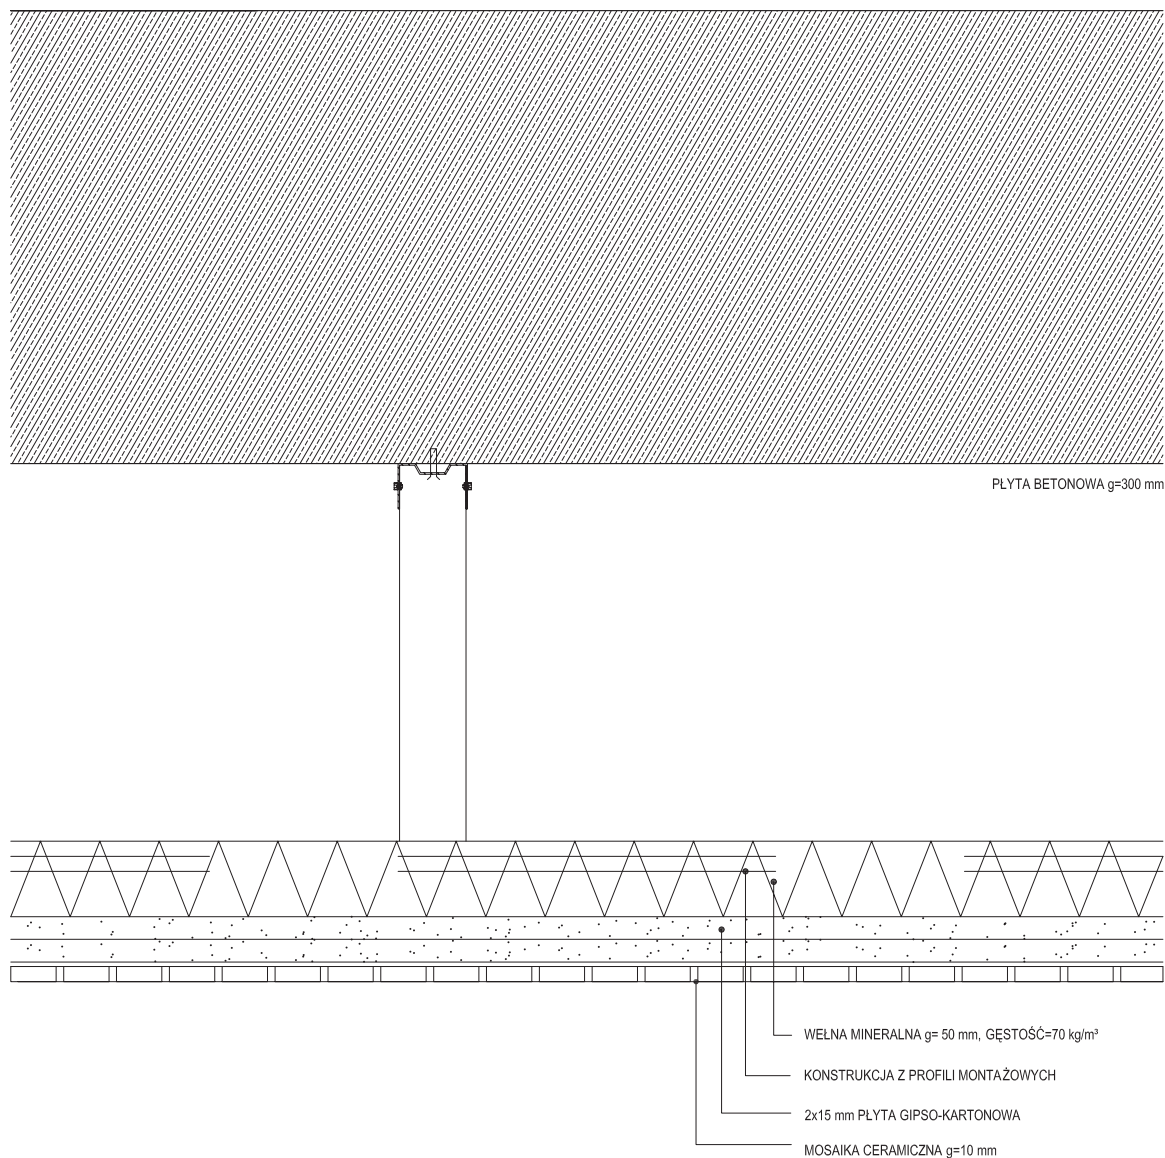 PŁYTA BETONOWA g=300 mm
WEŁNA MINERALNA g= 50 mm, GĘSTOŚĆ=70 kg/m³
KONSTRUKCJA Z PROFILI MONTAŻOWYCH
2x15 mm PŁYTA GIPSO-KARTONOWA
MOSAIKA CERAMICZNA g=10 mm